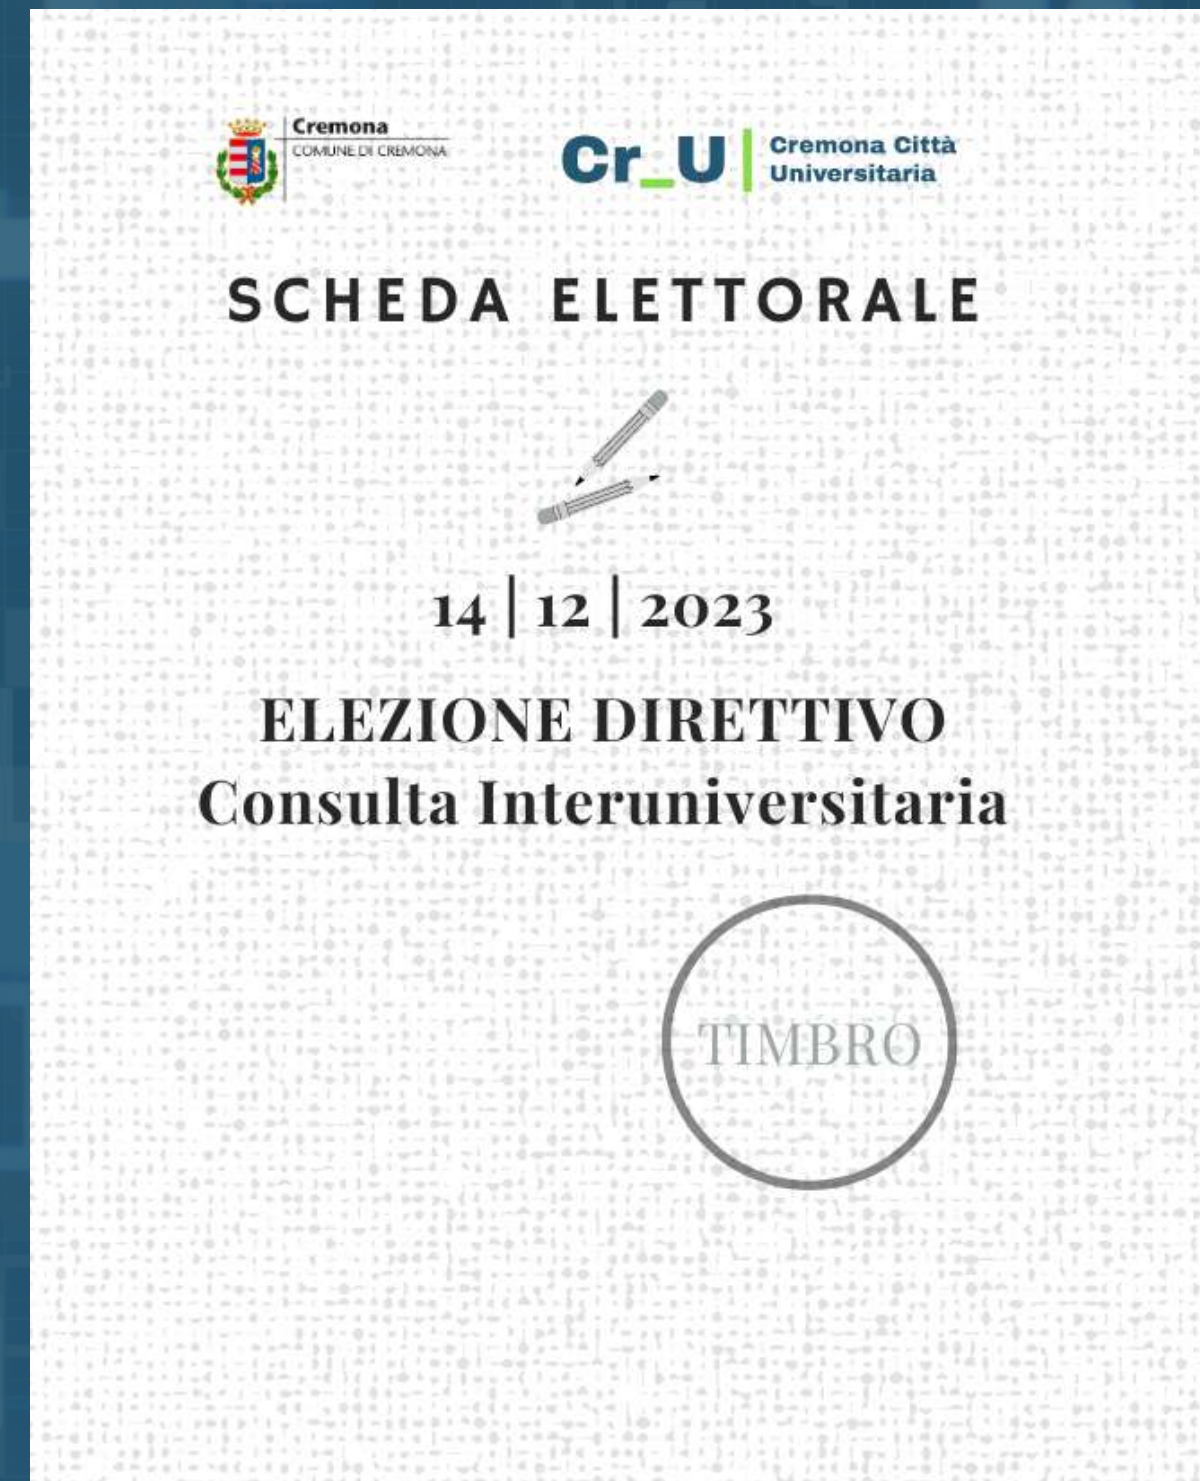 Cremona
COMUNE DI CREMONA
Cr_U
Cremona Città
Universitaria
SCHEDA ELETTORALE
14 | 12 | 2023
ELEZIONE DIRETTIVO
Consulta Interuniversitaria
TIMBRO